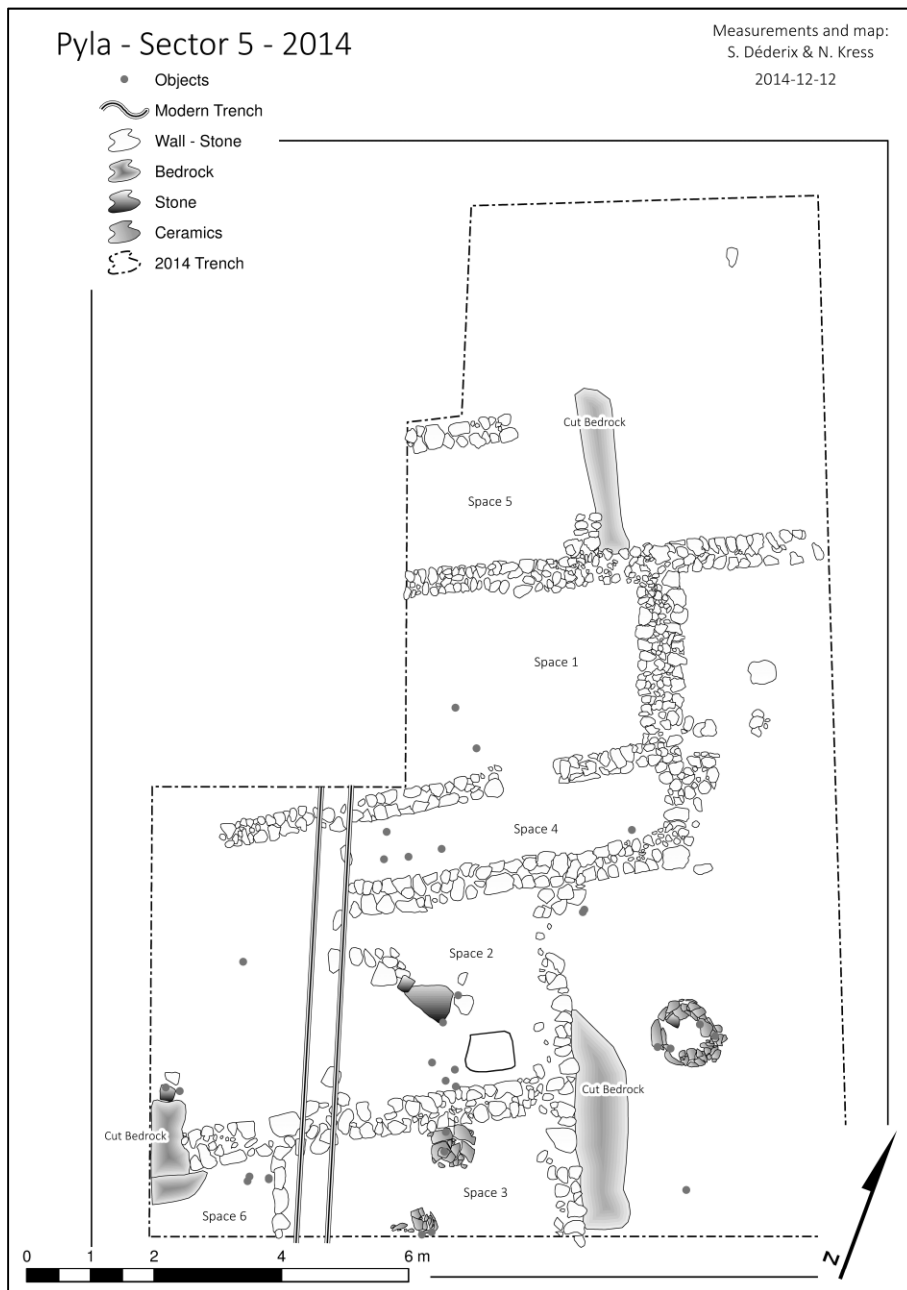 Pyla - Sector 5 - 2014
Measurements and map:
S. Déderix & N. Kress
2014-12-12
Objects
Modern Trench
Wall - Stone
Bedrock
Stone
Ceramics
2014 Trench
Cut Bedrock
Space 5
Space 1
Space 4
Space 2
Cut Bedrock
Cut Bedrock
Space 3
Space 6
0 1 2 4 6 m
N